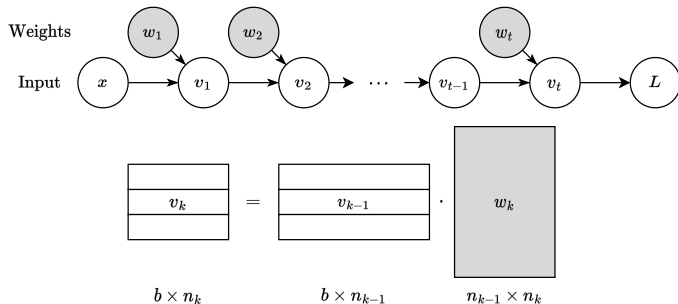 Weights w₁ w₂ wₜ
Input x v₁ v₂ ⋯ vₜ₋₁ vₜ L
vₖ = vₖ₋₁ · wₖ
b × nₖ b × nₖ₋₁ nₖ₋₁ × nₖ